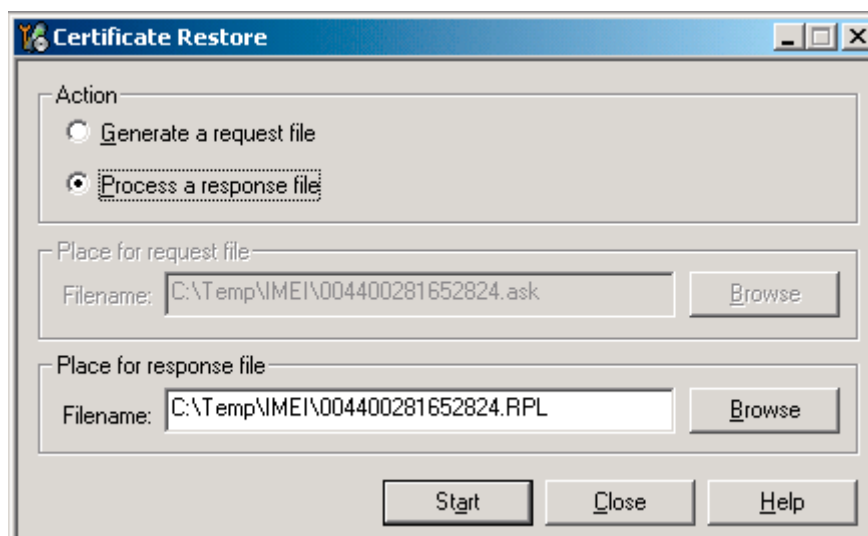 Certificate Restore
Action
Generate a request file
Process a response file
Place for request file
Filename: C:\Temp\IMEI\004400281652824.ask Browse
Place for response file
Filename: C:\Temp\IMEI\004400281652824.RPL Browse
Start Close Help